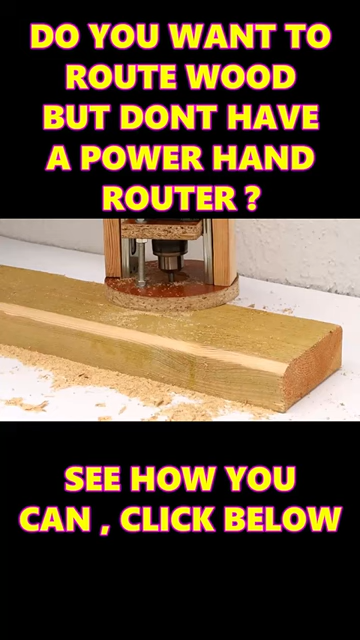 DO YOU WANT TO
ROUTE WOOD
BUT DONT HAVE
A POWER HAND
ROUTER ?
SEE HOW YOU
CAN , CLICK BELOW